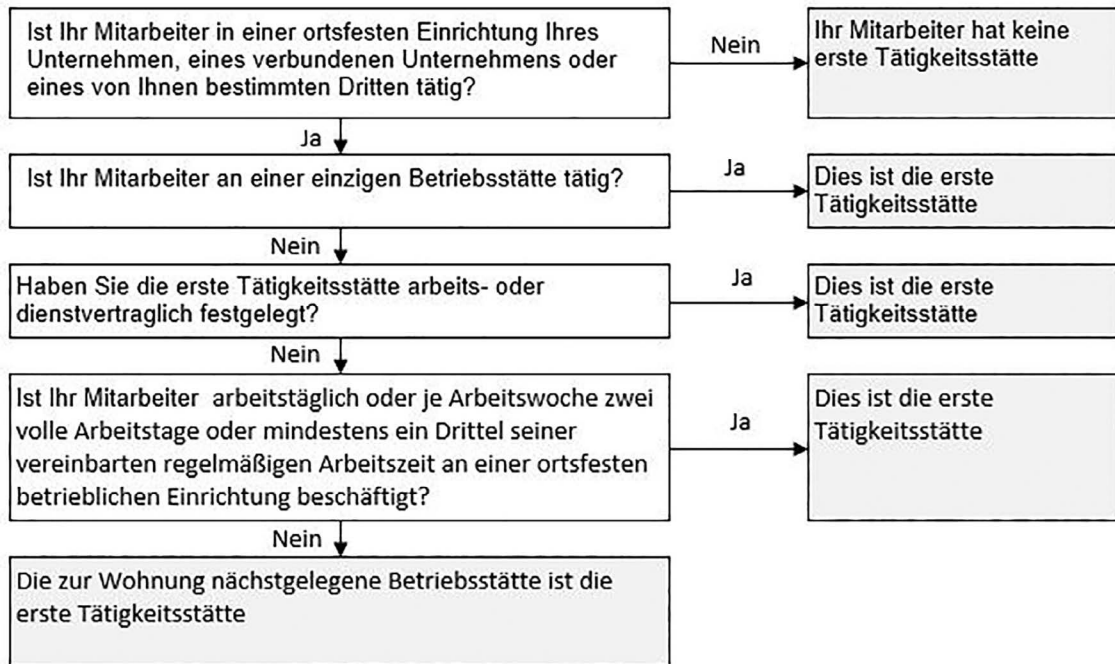 Ist Ihr Mitarbeiter in einer ortsfesten Einrichtung Ihres
Unternehmen, eines verbundenen Unternehmens oder
eines von Ihnen bestimmten Dritten tätig?
Nein
Ihr Mitarbeiter hat keine
erste Tätigkeitsstätte
Ja
Ist Ihr Mitarbeiter an einer einzigen Betriebsstätte tätig?
Ja
Dies ist die erste
Tätigkeitsstätte
Nein
Haben Sie die erste Tätigkeitsstätte arbeits- oder
dienstvertraglich festgelegt?
Ja
Dies ist die erste
Tätigkeitsstätte
Nein
Ist Ihr Mitarbeiter arbeitstäglich oder je Arbeitswoche zwei
volle Arbeitstage oder mindestens ein Drittel seiner
vereinbarten regelmäßigen Arbeitszeit an einer ortsfesten
betrieblichen Einrichtung beschäftigt?
Ja
Dies ist die erste
Tätigkeitsstätte
Nein
Die zur Wohnung nächstgelegene Betriebsstätte ist die
erste Tätigkeitsstätte